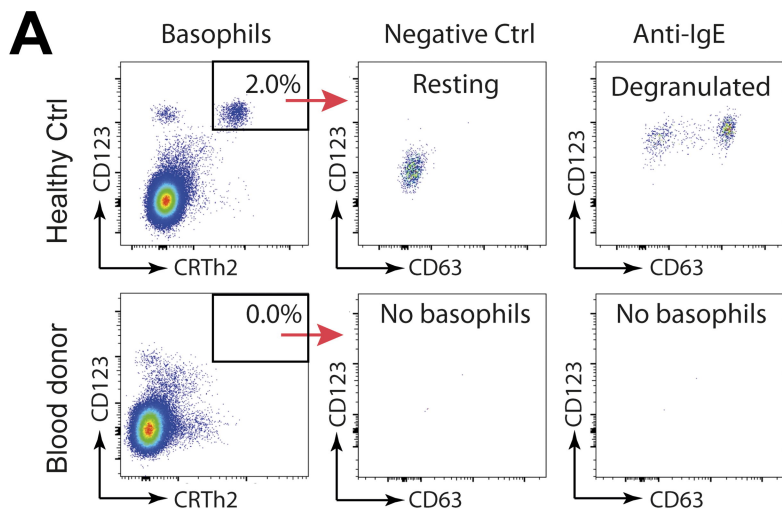 A
Basophils
Negative Ctrl
Anti-IgE
Healthy Ctrl
2.0%
Resting
Degranulated
CD123
CD123
CD123
CRTh2
CD63
CD63
Blood donor
0.0%
No basophils
No basophils
CD123
CD123
CD123
CRTh2
CD63
CD63